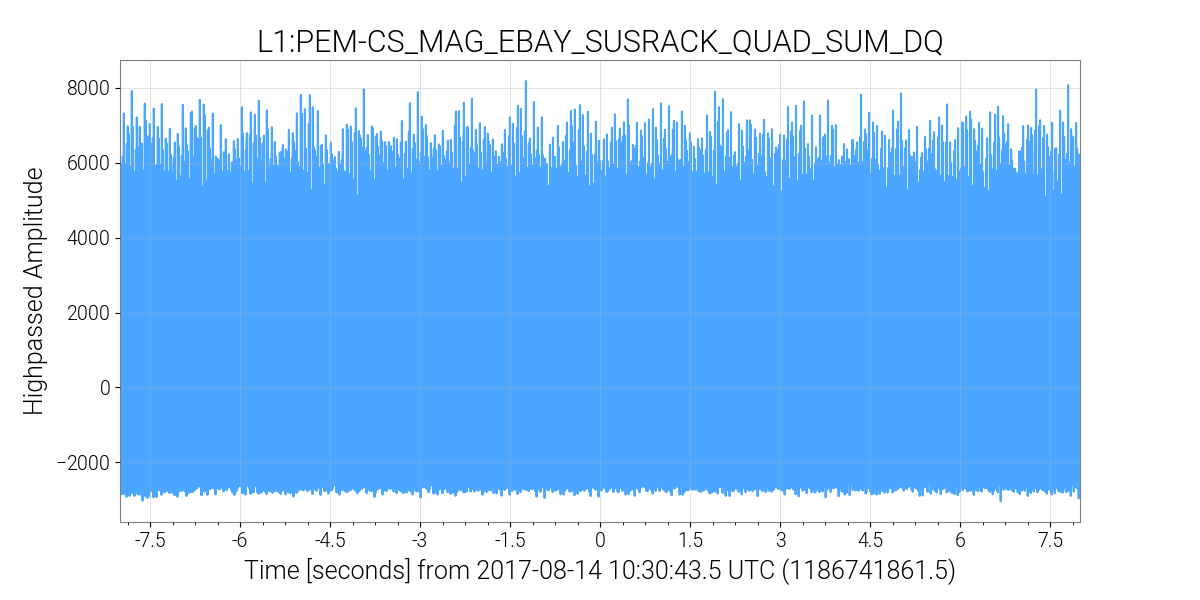 L1:PEM-CS_MAG_EBAY_SUSRACK_QUAD_SUM_DQ
Highpassed Amplitude
8000
6000
4000
2000
0
−2000
-7.5 -6 -4.5 -3 -1.5 0 1.5 3 4.5 6 7.5
Time [seconds] from 2017-08-14 10:30:43.5 UTC (1186741861.5)